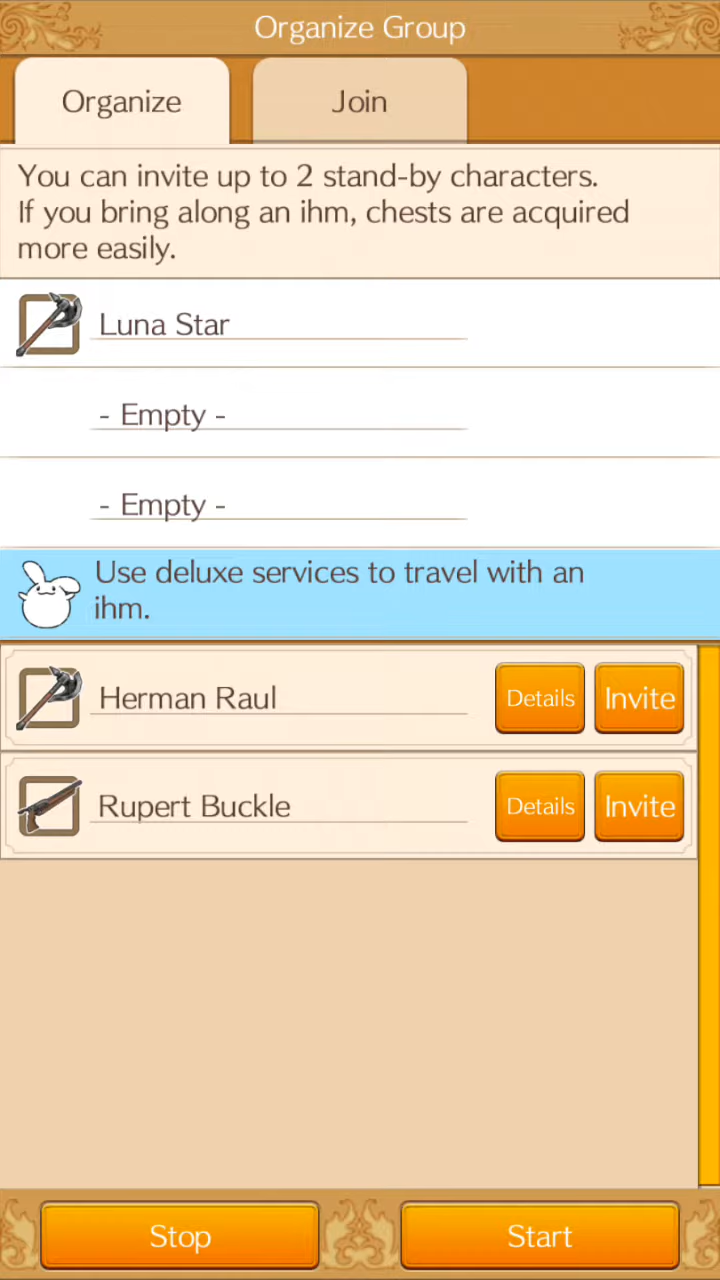 Organize Group
Organize
Join
You can invite up to 2 stand-by characters.
If you bring along an ihm, chests are acquired
more easily.
Luna Star
- Empty -
- Empty -
Use deluxe services to travel with an
ihm.
Herman Raul
Details
Invite
Rupert Buckle
Details
Invite
Stop
Start